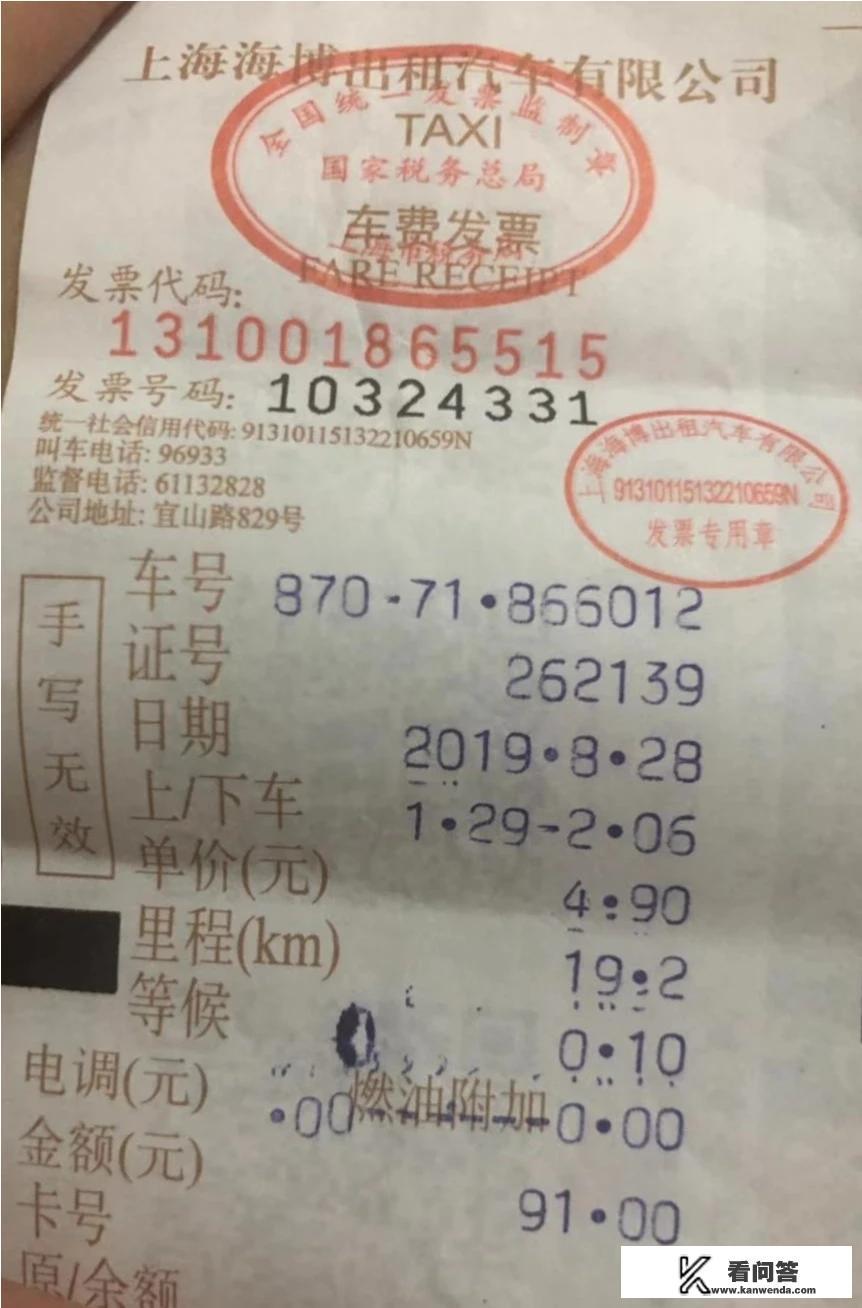 上海海博出租汽车有限公司
全国统一发票监制章
TAXI
国家税务总局
车费发票
上海市税务局
FARE RECEIPT
发票代码:
131001865515
发票号码: 10324331
统一社会信用代码: 91310115132210659N
叫车电话: 96933
监督电话: 61132828
公司地址: 宜山路829号
上海海博出租汽车有限公司
91310115132210659N
发票专用章
手写无效
车号 870-71·866012
证号 262139
日期 2019·8·28
上/下车 1·29-2·06
单价(元) 4·90
里程(km) 19·2
等候 0·10
电调(元) ·00 燃油附加 0·00
金额(元) 91·00
卡号
原/余额
看问答
www.kanwenda.com